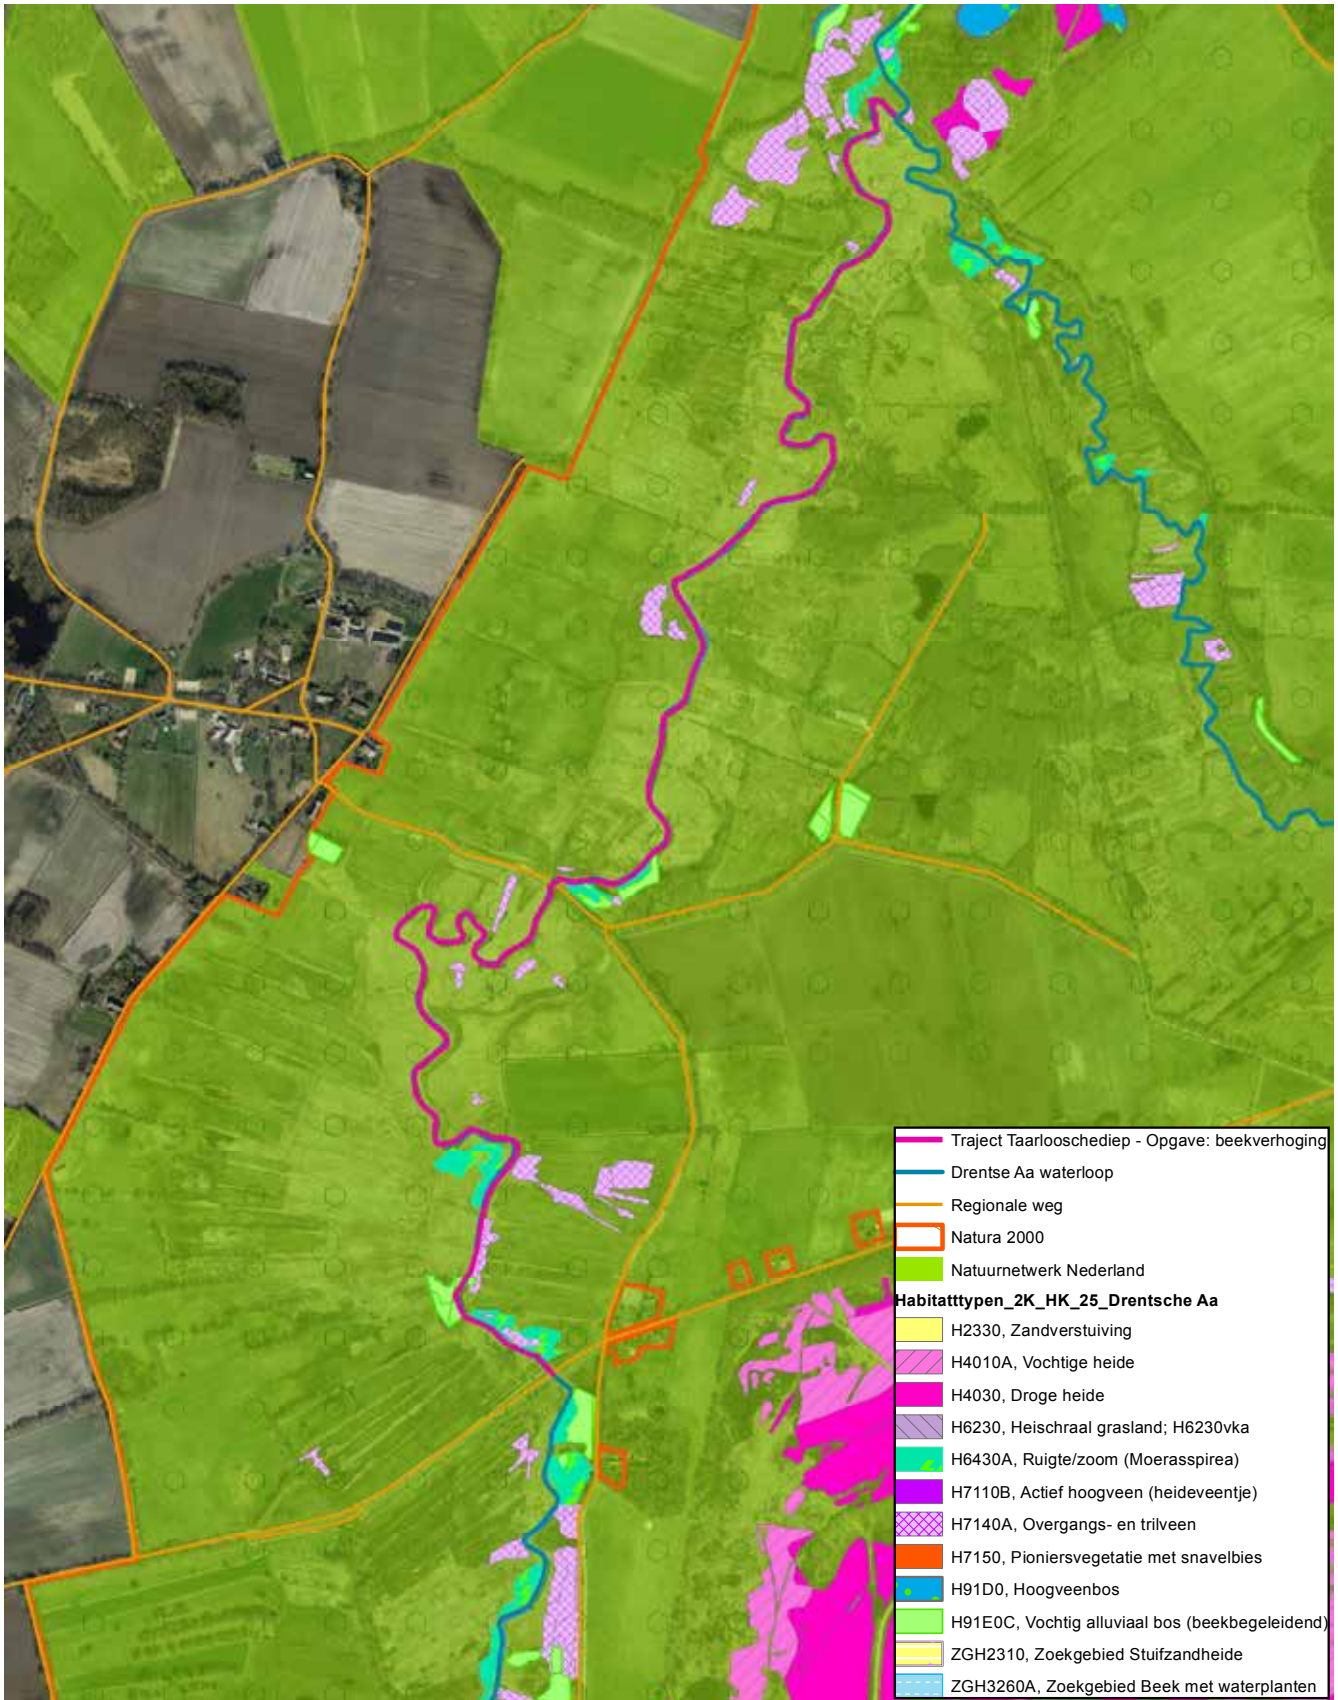 Traject Taarlooschediep - Opgave: beekverhoging
Drentse Aa waterloop
Regionale weg
Natura 2000
Natuurnetwerk Nederland
Habitatttypen_2K_HK_25_Drentsche Aa
H2330, Zandverstuiving
H4010A, Vochtige heide
H4030, Droge heide
H6230, Heischraal grasland; H6230vka
H6430A, Ruigte/zoom (Moerasspirea)
H7110B, Actief hoogveen (heideveentje)
H7140A, Overgangs- en trilveen
H7150, Pioniersvegetatie met snavelbies
H91D0, Hoogveenbos
H91E0C, Vochtig alluviaal bos (beekbegeleidend)
ZGH2310, Zoekgebied Stuifzandheide
ZGH3260A, Zoekgebied Beek met waterplanten